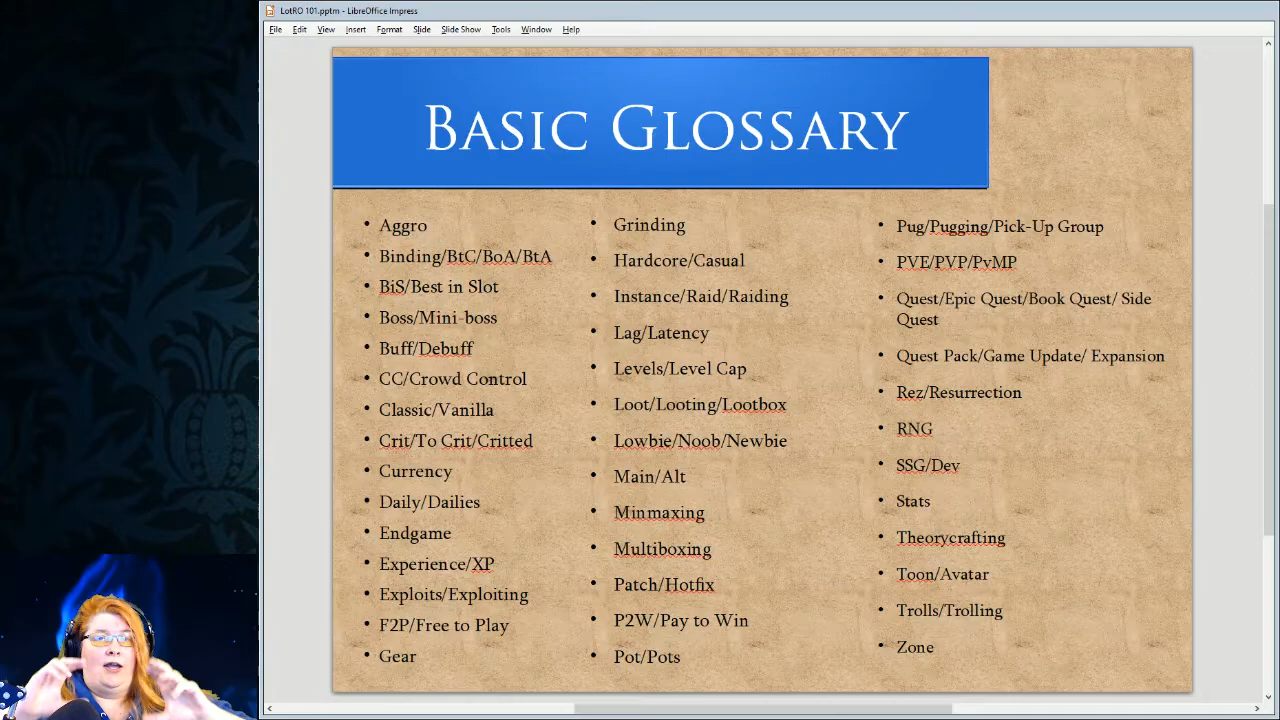 LotRO 101.pptm - LibreOffice Impress
File Edit View Insert Format Slide Slide Show Tools Window Help
Basic Glossary
• Aggro
• Binding/BtC/BoA/BtA
• BiS/Best in Slot
• Boss/Mini-boss
• Buff/Debuff
• CC/Crowd Control
• Classic/Vanilla
• Crit/To Crit/Critted
• Currency
• Daily/Dailies
• Endgame
• Experience/XP
• Exploits/Exploiting
• F2P/Free to Play
• Gear
• Grinding
• Hardcore/Casual
• Instance/Raid/Raiding
• Lag/Latency
• Levels/Level Cap
• Loot/Looting/Lootbox
• Lowbie/Noob/Newbie
• Main/Alt
• Minmaxing
• Multiboxing
• Patch/Hotfix
• P2W/Pay to Win
• Pot/Pots
• Pug/Pugging/Pick-Up Group
• PVE/PVP/PvMP
• Quest/Epic Quest/Book Quest/ Side
Quest
• Quest Pack/Game Update/ Expansion
• Rez/Resurrection
• RNG
• SSG/Dev
• Stats
• Theorycrafting
• Toon/Avatar
• Trolls/Trolling
• Zone